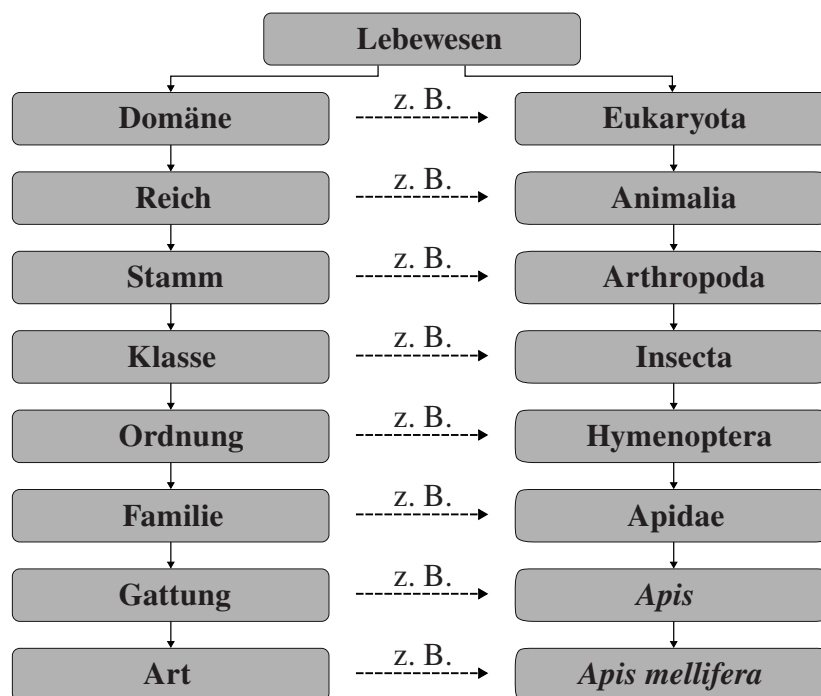 Lebewesen
Domäne z. B. Eukaryota
Reich z. B. Animalia
Stamm z. B. Arthropoda
Klasse z. B. Insecta
Ordnung z. B. Hymenoptera
Familie z. B. Apidae
Gattung z. B. Apis
Art z. B. Apis mellifera